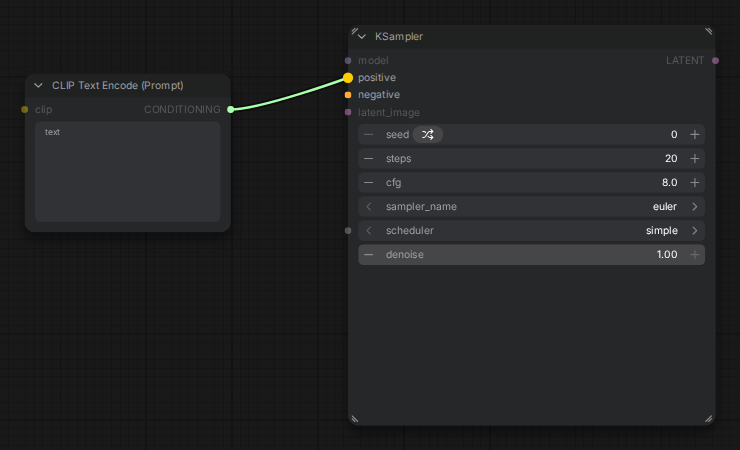 CLIP Text Encode (Prompt)
clip CONDITIONING
text
KSampler
model LATENT
positive
negative
latent_image
seed 0
steps 20
cfg 8.0
sampler_name euler
scheduler simple
denoise 1.00